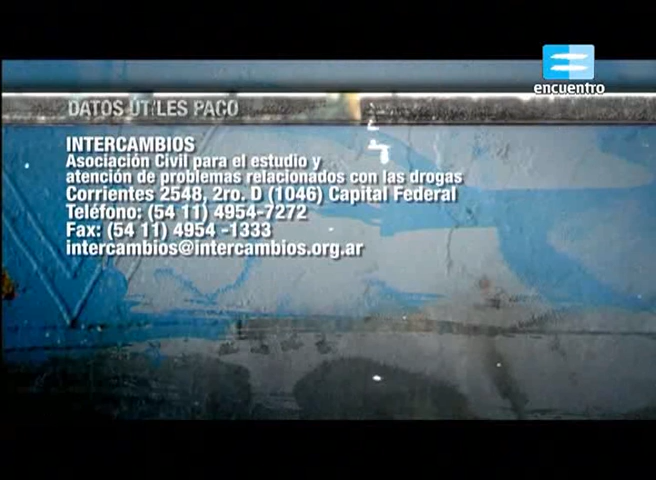 encuentro
DATOS ÚTILES PACO
INTERCAMBIOS
Asociación Civil para el estudio y
atención de problemas relacionados con las drogas
Corrientes 2548, 2ro. D (1046) Capital Federal
Teléfono: (54 11) 4954-7272
Fax: (54 11) 4954 -1333
intercambios@intercambios.org.ar